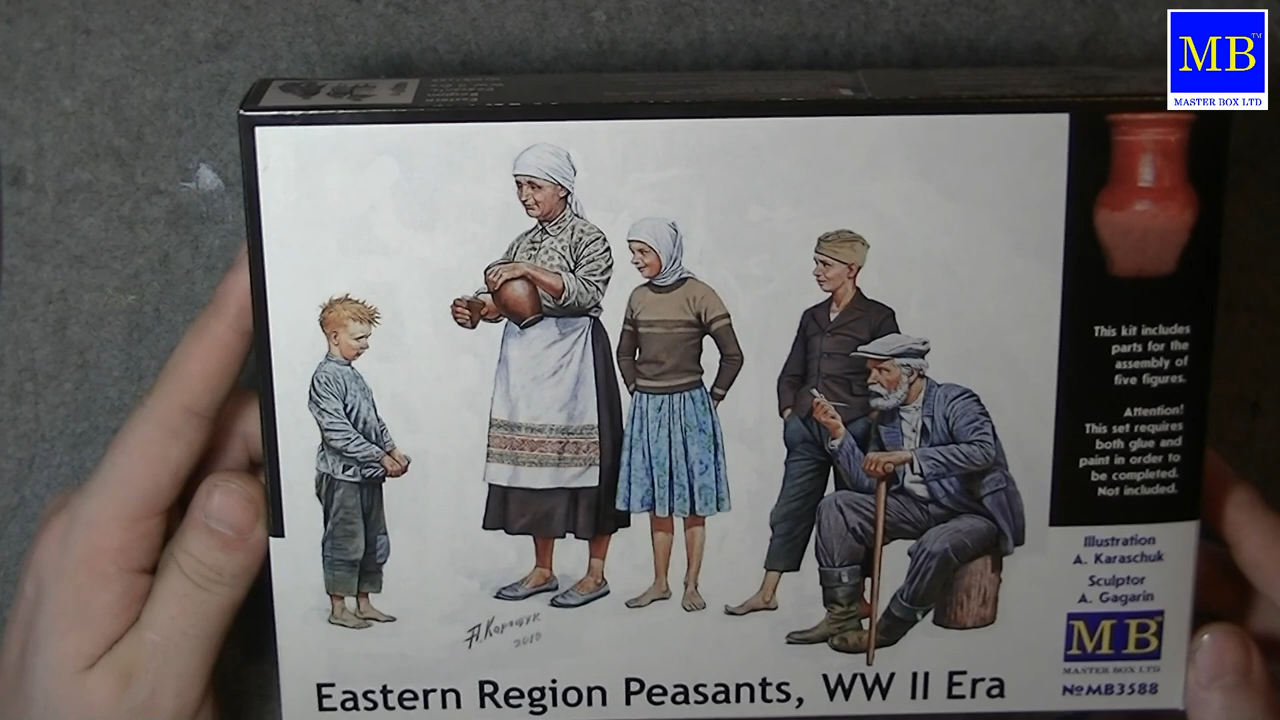 MB™
MASTER BOX LTD
This kit includes
parts for the
assembly of
five figures.
Attention!
This set requires
both glue and
paint in order to
be completed.
Not included.
Illustration
A. Karaschuk
Sculptor
A. Gagarin
MB
MASTER BOX LTD
№MB3588
2010
Eastern Region Peasants, WW II Era